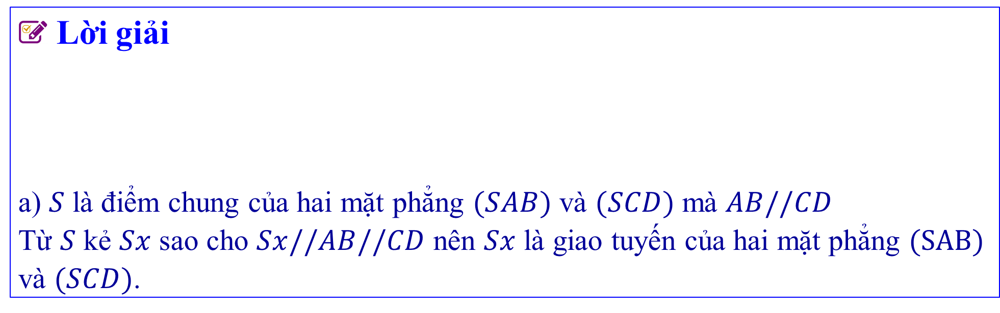 Lời giải
a) S là điểm chung của hai mặt phẳng (SAB) và (SCD) mà AB//CD
Từ S kẻ Sx sao cho Sx//AB//CD nên Sx là giao tuyến của hai mặt phẳng (SAB)
và (SCD).